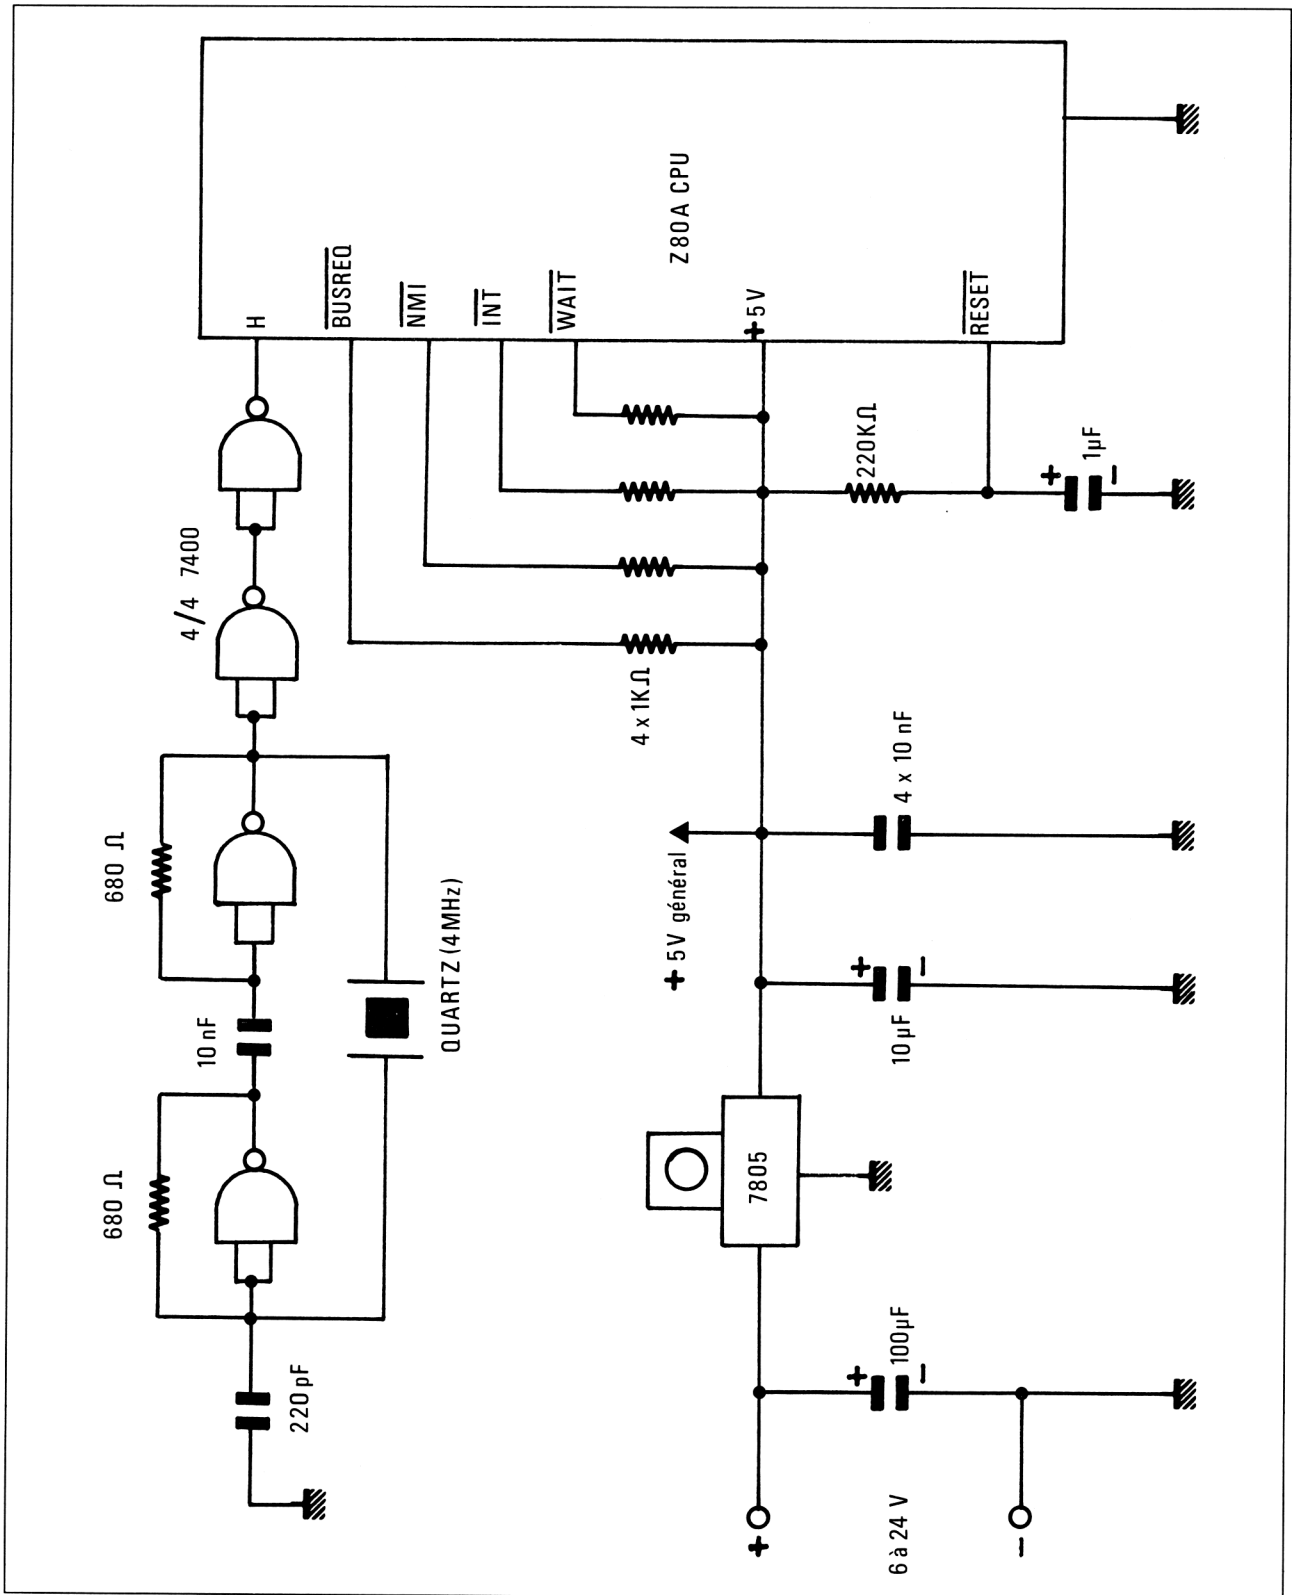 680 Ω
680 Ω
4/4 7400
220 pF
10 nF
QUARTZ (4MHz)
H
BUSREQ
NMI
INT
WAIT
Z80A CPU
+5V
RESET
4 x 1KΩ
220KΩ
+
1µF
−
+ 5V général
7805
+
6 à 24 V
−
+
100µF
−
+
10µF
−
4 x 10 nF